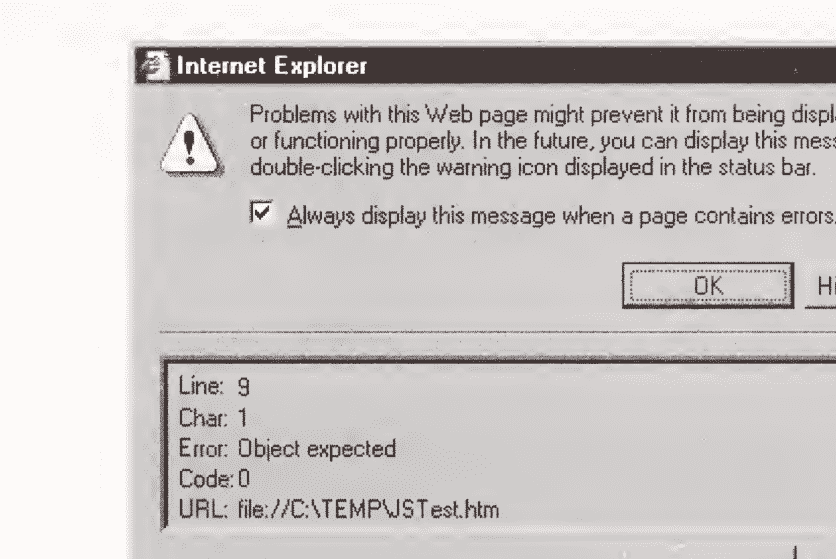 Internet Explorer
Problems with this Web page might prevent it from being displa
or functioning properly. In the future, you can display this mess
double-clicking the warning icon displayed in the status bar.
Always display this message when a page contains errors.
OK
Hi
Line: 9
Char: 1
Error: Object expected
Code: 0
URL: file://C:\TEMP\JSTest.htm